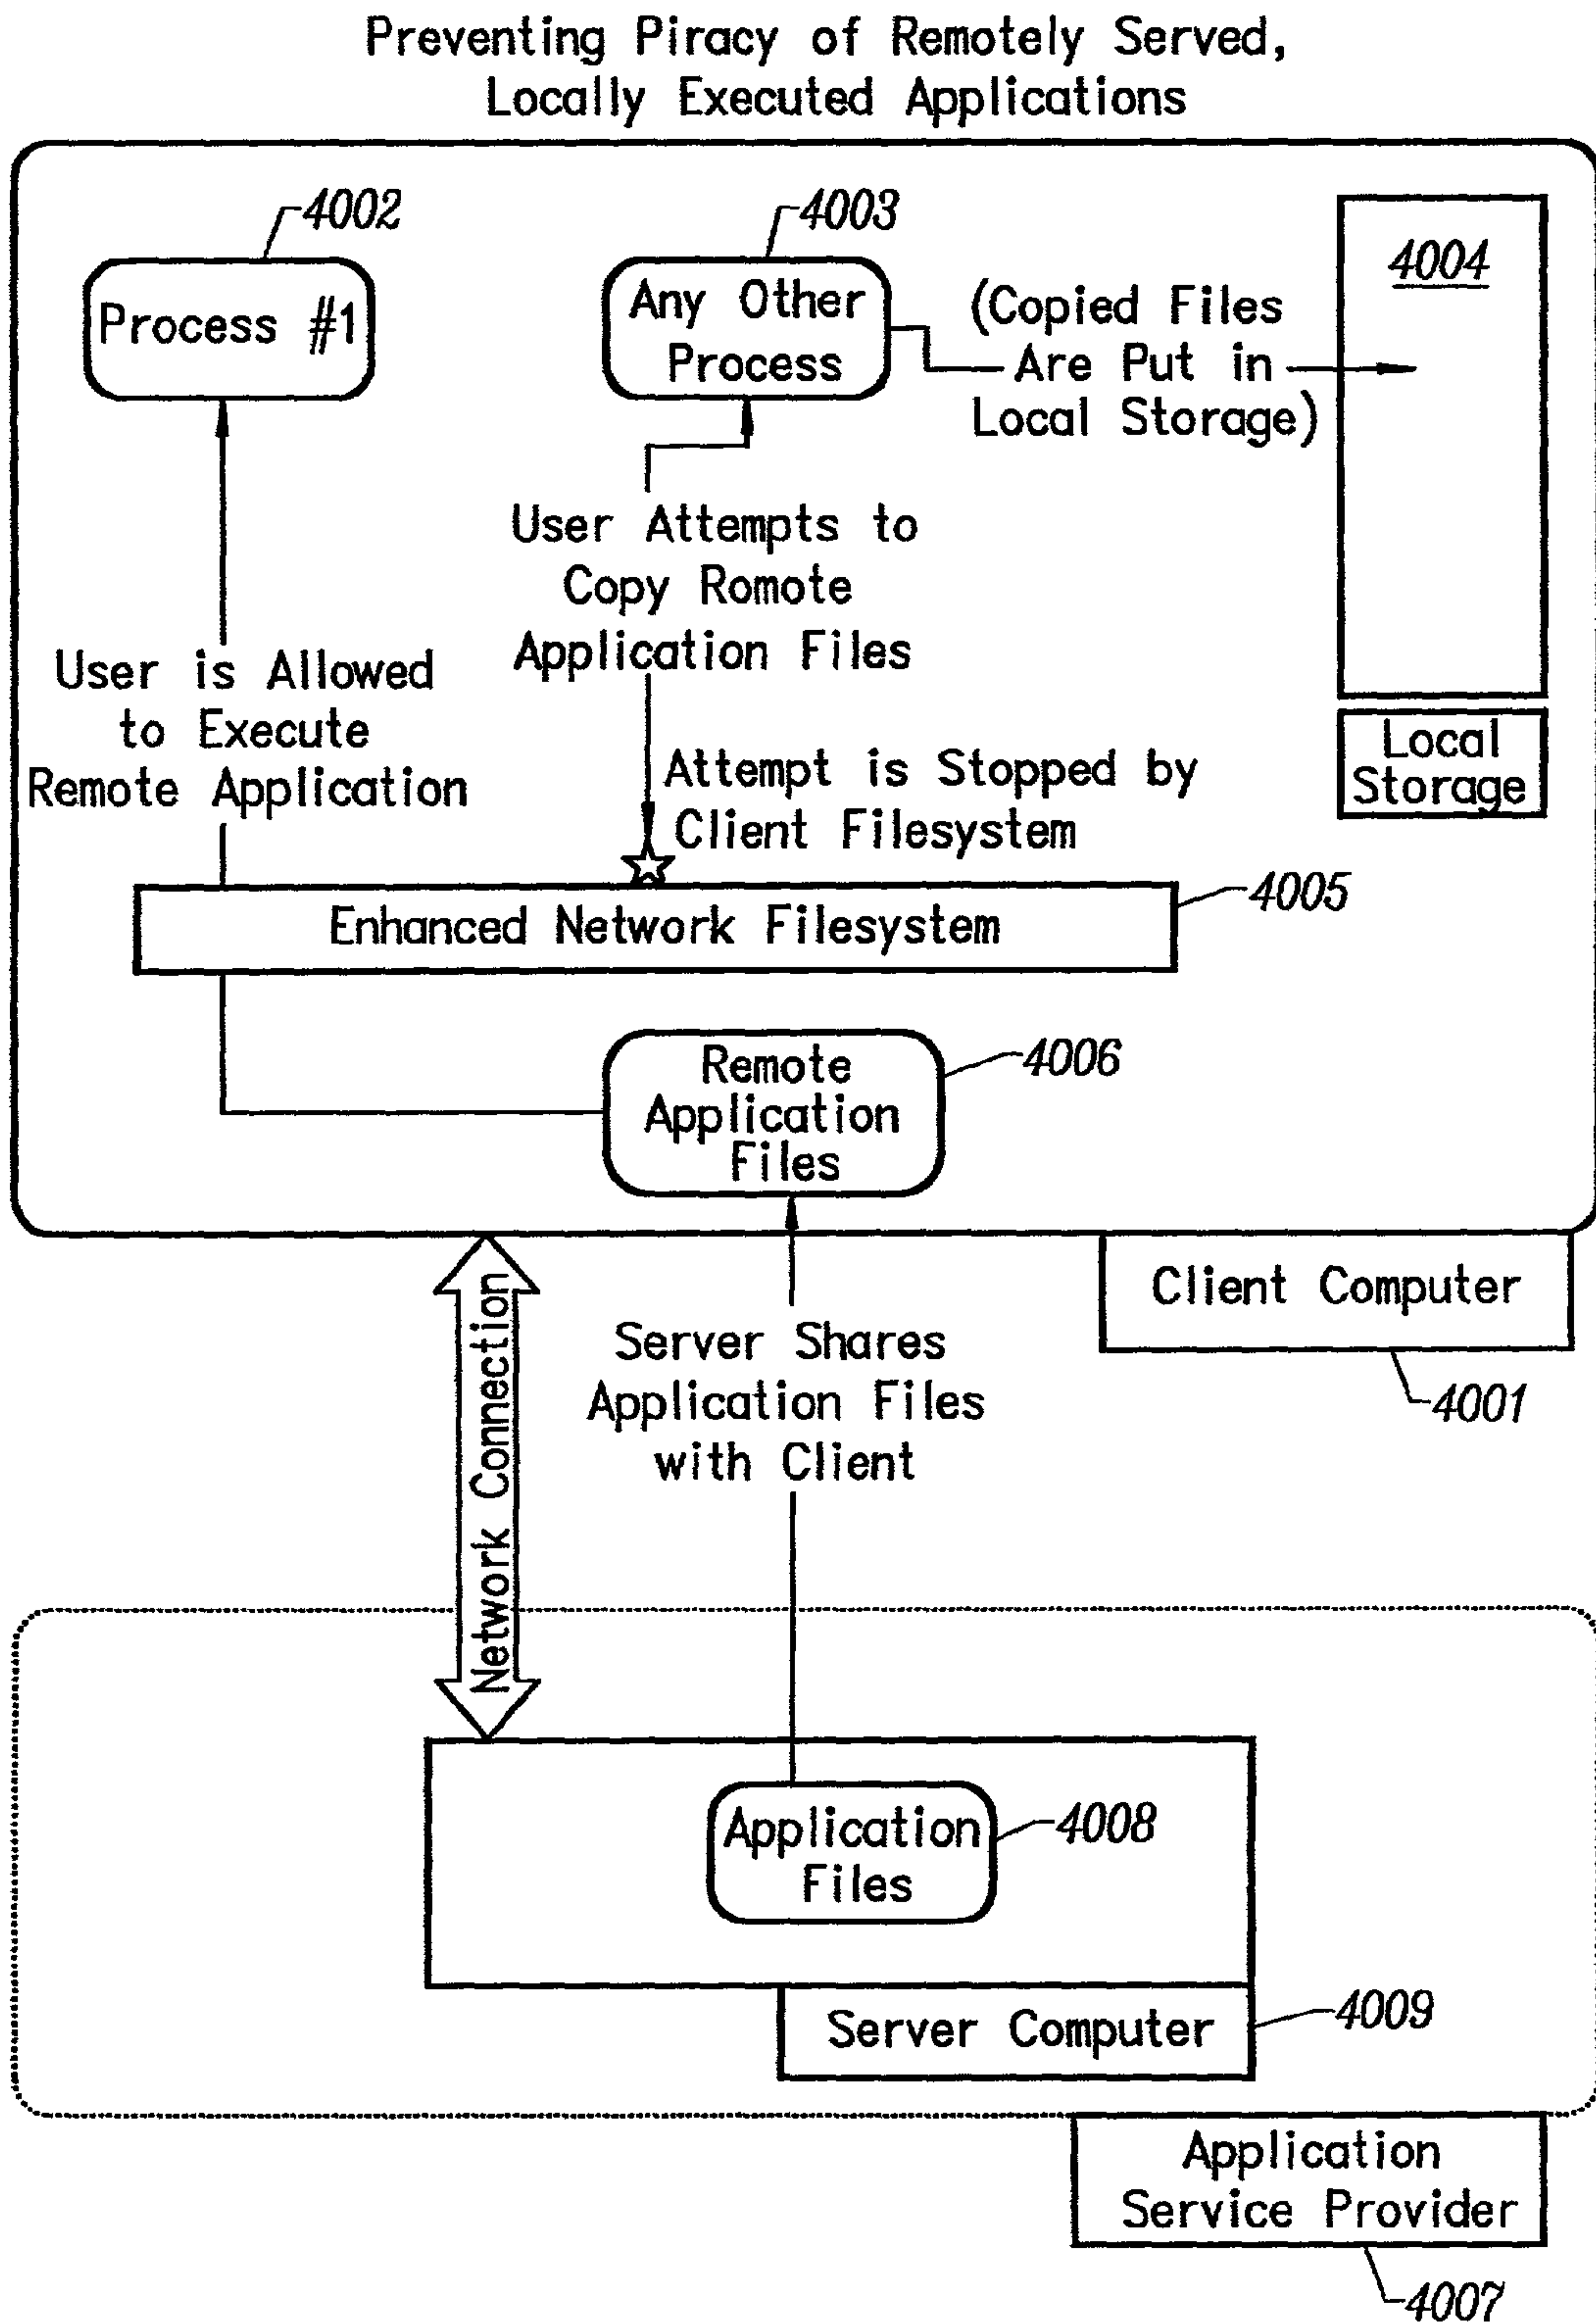 Preventing Piracy of Remotely Served,
Locally Executed Applications
4002
4003
4004
Process #1
Any Other
Process
(Copied Files
Are Put in
Local Storage)
User Attempts to
Copy Romote
Application Files
User is Allowed
to Execute
Remote Application
Local
Storage
Attempt is Stopped by
Client Filesystem
4005
Enhanced Network Filesystem
4006
Remote
Application
Files
Client Computer
4001
Network Connection
Server Shares
Application Files
with Client
Application
Files
4008
Server Computer
4009
Application
Service Provider
4007